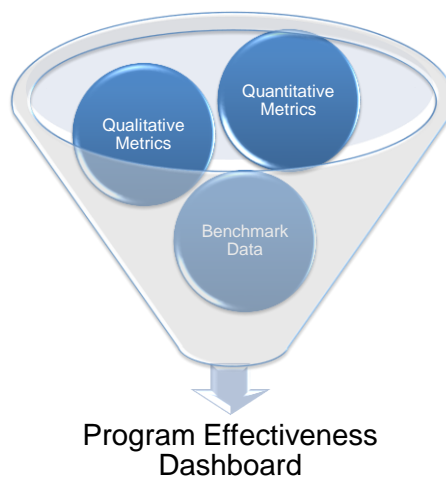 Quantitative
Metrics
Qualitative
Metrics
Benchmark
Data
Program Effectiveness
Dashboard